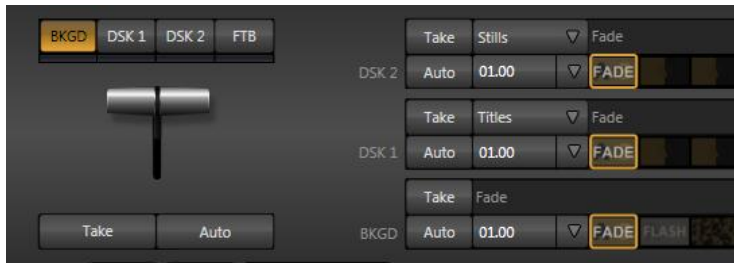 BKGD DSK 1 DSK 2 FTB
Take Stills Fade
DSK 2 Auto 01.00 FADE
Take Titles Fade
DSK 1 Auto 01.00 FADE
Take Fade
Take Auto BKGD Auto 01.00 FADE FLASH